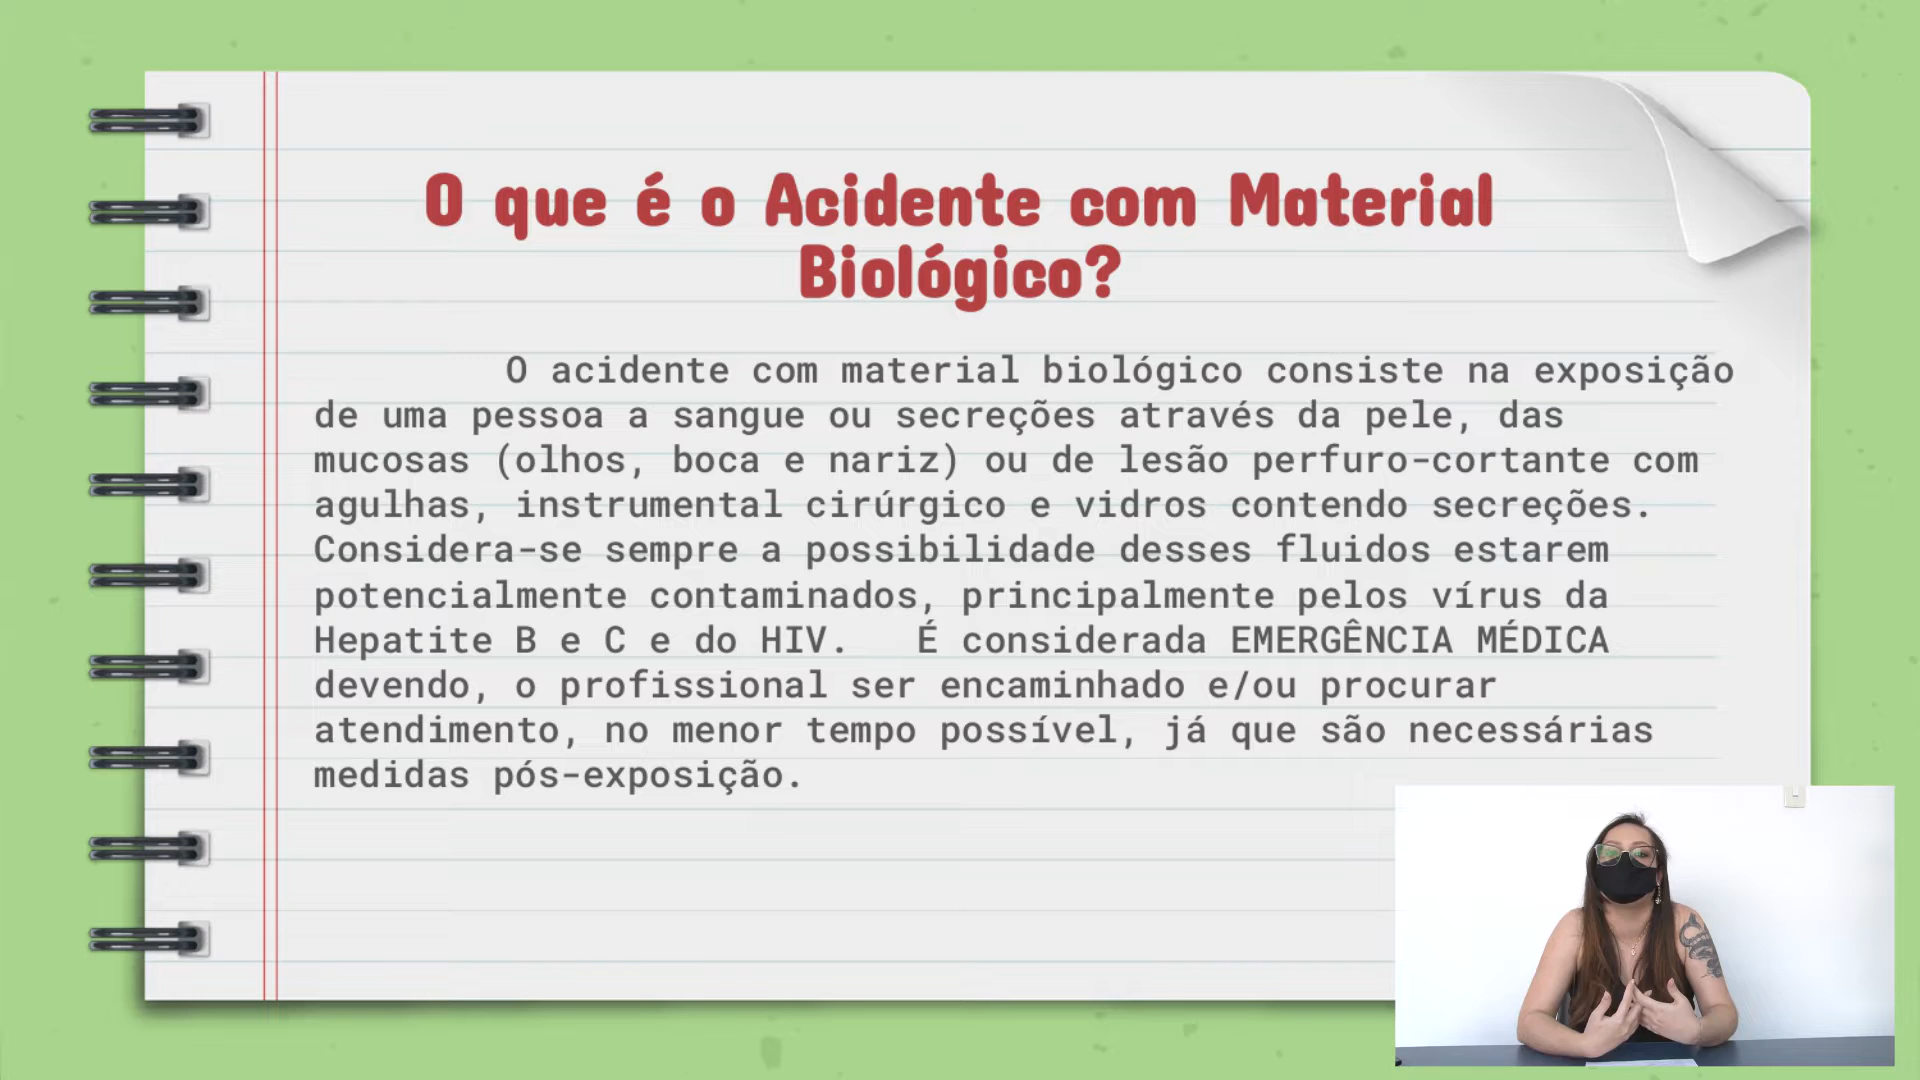 O que é o Acidente com Material
Biológico?
O acidente com material biológico consiste na exposição
de uma pessoa a sangue ou secreções através da pele, das
mucosas (olhos, boca e nariz) ou de lesão perfuro-cortante com
agulhas, instrumental cirúrgico e vidros contendo secreções.
Considera-se sempre a possibilidade desses fluidos estarem
potencialmente contaminados, principalmente pelos vírus da
Hepatite B e C e do HIV. É considerada EMERGÊNCIA MÉDICA
devendo, o profissional ser encaminhado e/ou procurar
atendimento, no menor tempo possível, já que são necessárias
medidas pós-exposição.